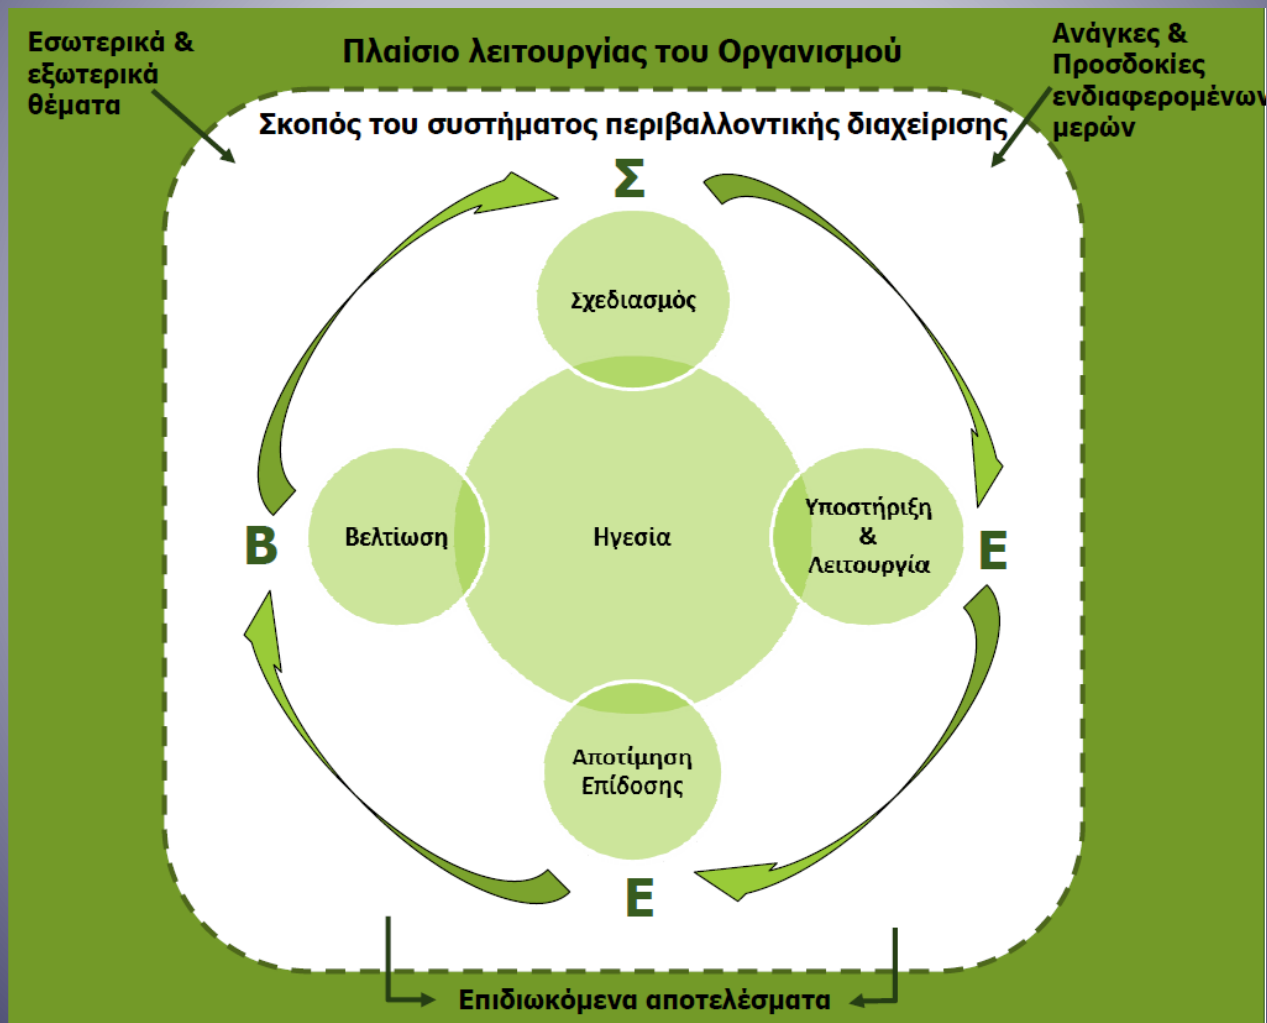 Εσωτερικά &
εξωτερικά
θέματα
Πλαίσιο λειτουργίας του Οργανισμού
Ανάγκες &
Προσδοκίες
ενδιαφερομένων
μερών
Σκοπός του συστήματος περιβαλλοντικής διαχείρισης
Σ
Σχεδιασμός
Β
Βελτίωση
Ηγεσία
Υποστήριξη
&
Λειτουργία
Ε
Αποτίμηση
Επίδοσης
Ε
Επιδιωκόμενα αποτελέσματα